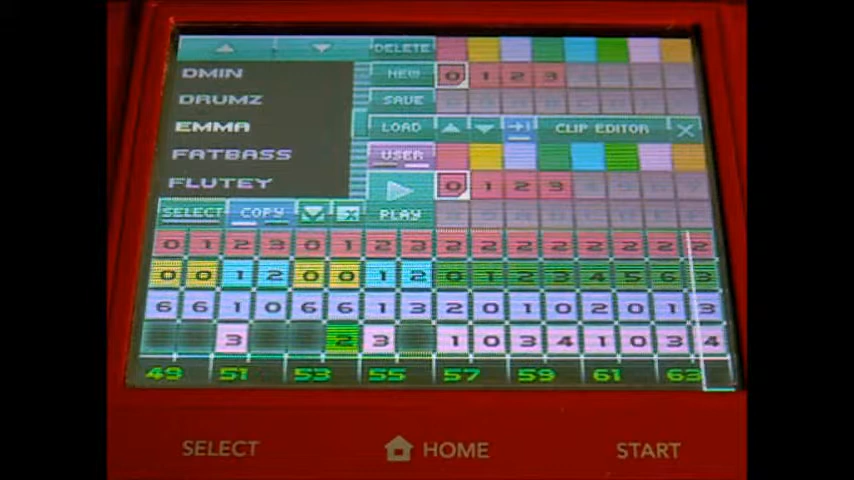 DELETE
DMIN NEW 0 1 2 3
DRUMZ SAVE
EMMA LOAD CLIP EDITOR X
FATBASS USER
FLUTEY 0 1 2 3
SELECT COPY X PLAY
0 1 2 3 0 1 2 3 2 2 2 2 2 2 2 2
0 0 1 2 0 0 1 2 0 1 2 3 4 5 6 3
6 6 1 0 6 6 1 3 2 0 1 0 2 0 1 3
3 2 3 1 0 3 4 1 0 3 4
49 51 53 55 57 59 61 63
SELECT HOME START